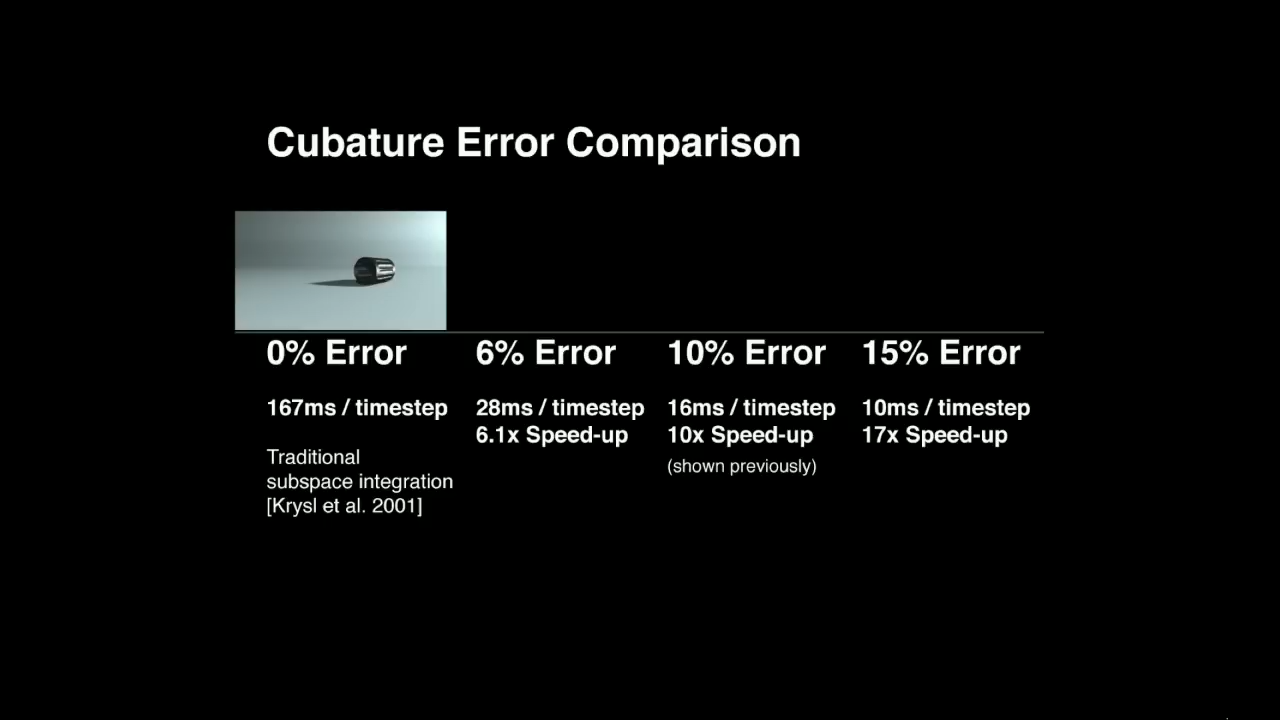 Cubature Error Comparison
0% Error
167ms / timestep
Traditional
subspace integration
[Krysl et al. 2001]
6% Error
28ms / timestep
6.1x Speed-up
10% Error
16ms / timestep
10x Speed-up
(shown previously)
15% Error
10ms / timestep
17x Speed-up